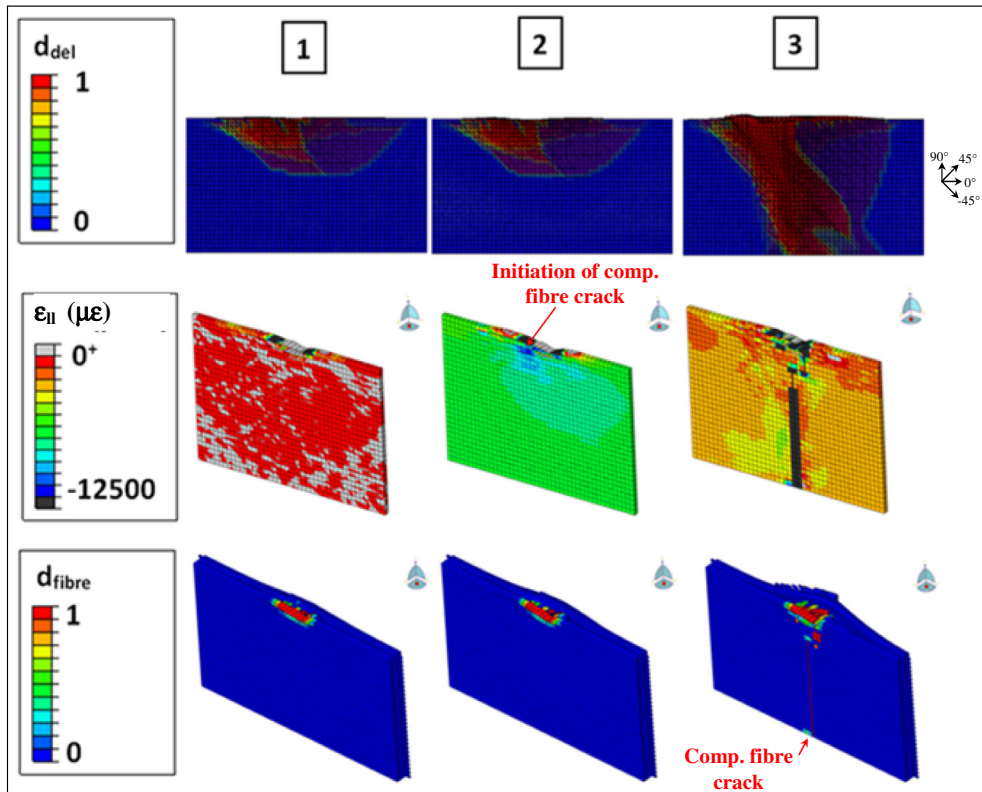 d_del
1
0
1
2
3
90°
45°
0°
-45°
Initiation of comp.
fibre crack
ε_ll (με)
0⁺
-12500
d_fibre
1
0
Comp. fibre
crack